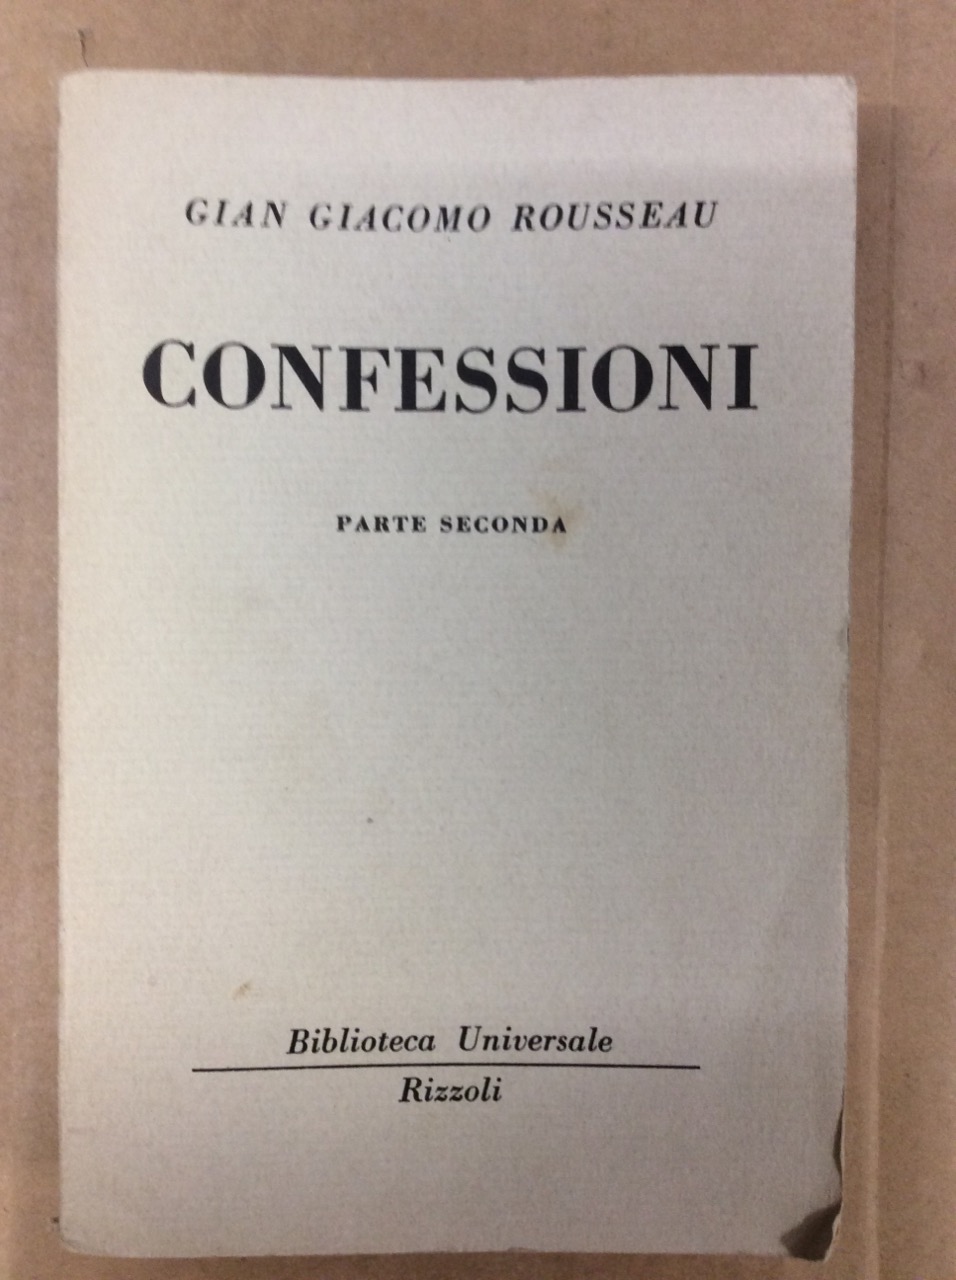 GIAN GIACOMO ROUSSEAU
CONFESSIONI
PARTE SECONDA
Biblioteca Universale
Rizzoli